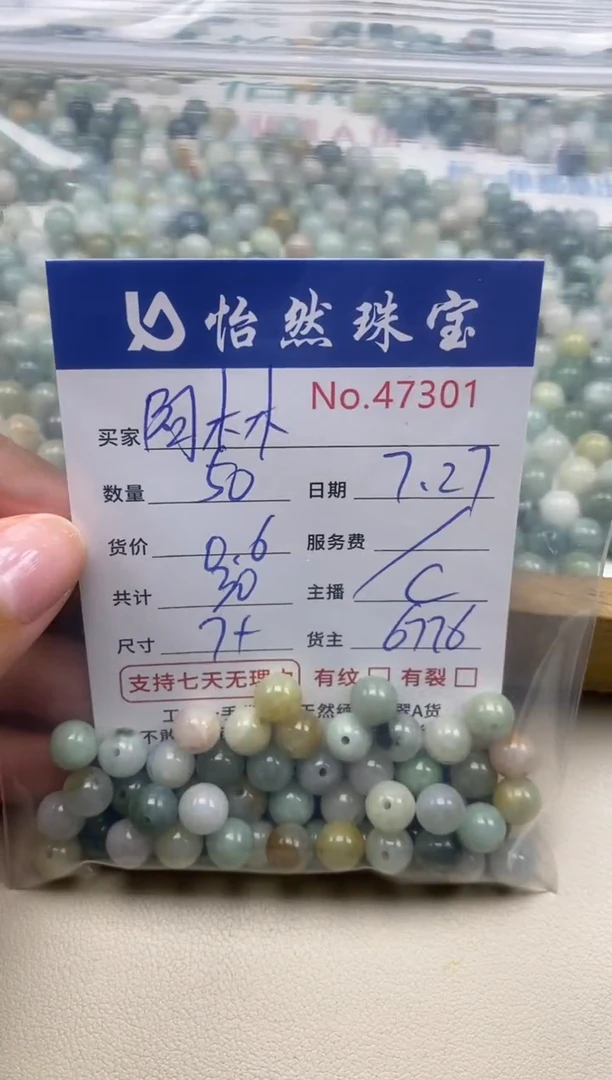 怡然珠宝
No.47301
买家 图林林
数量 50 日期 7.27
货价 0.6 服务费 /
共计 30 主播 C
尺寸 7+ 货主 6776
支持七天无理由 有纹 有裂